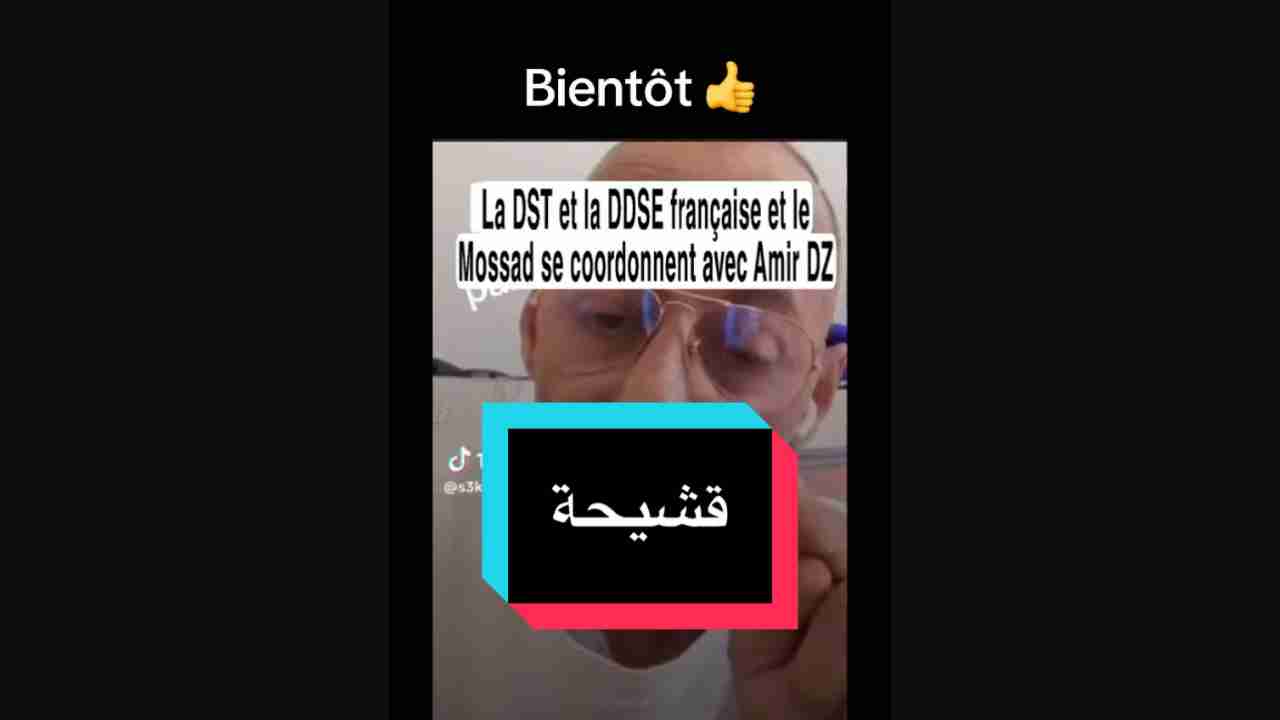 Bientôt 👍
La DST et la DDSE française et le
Mossad se coordonnent avec Amir DZ
@s3k
قشيحة